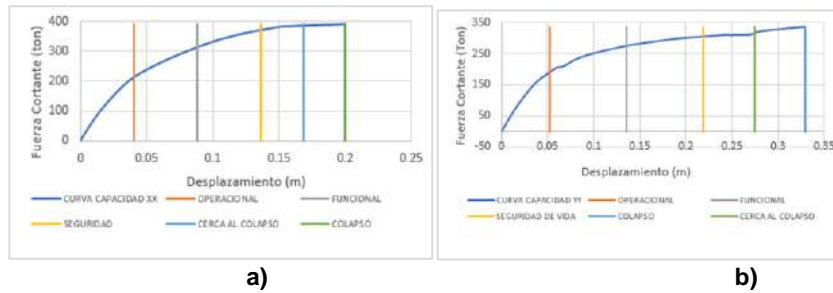 Fuerza Cortante (ton)
400
300
200
100
0
0
0.05
0.1
0.15
0.2
0.25
Desplazamiento (m)
CURVA CAPACIDAD XX
OPERACIONAL
FUNCIONAL
SEGURIDAD
CERCA AL COLAPSO
COLAPSO
a)
Fuerza Cortante (Ton)
350
250
150
50
-50
0
0.05
0.1
0.15
0.2
0.25
0.3
0.35
Desplazamiento (m)
CURVA CAPACIDAD YY
OPERACIONAL
FUNCIONAL
SEGURIDAD DE VIDA
COLAPSO
CERCA AL COLAPSO
b)